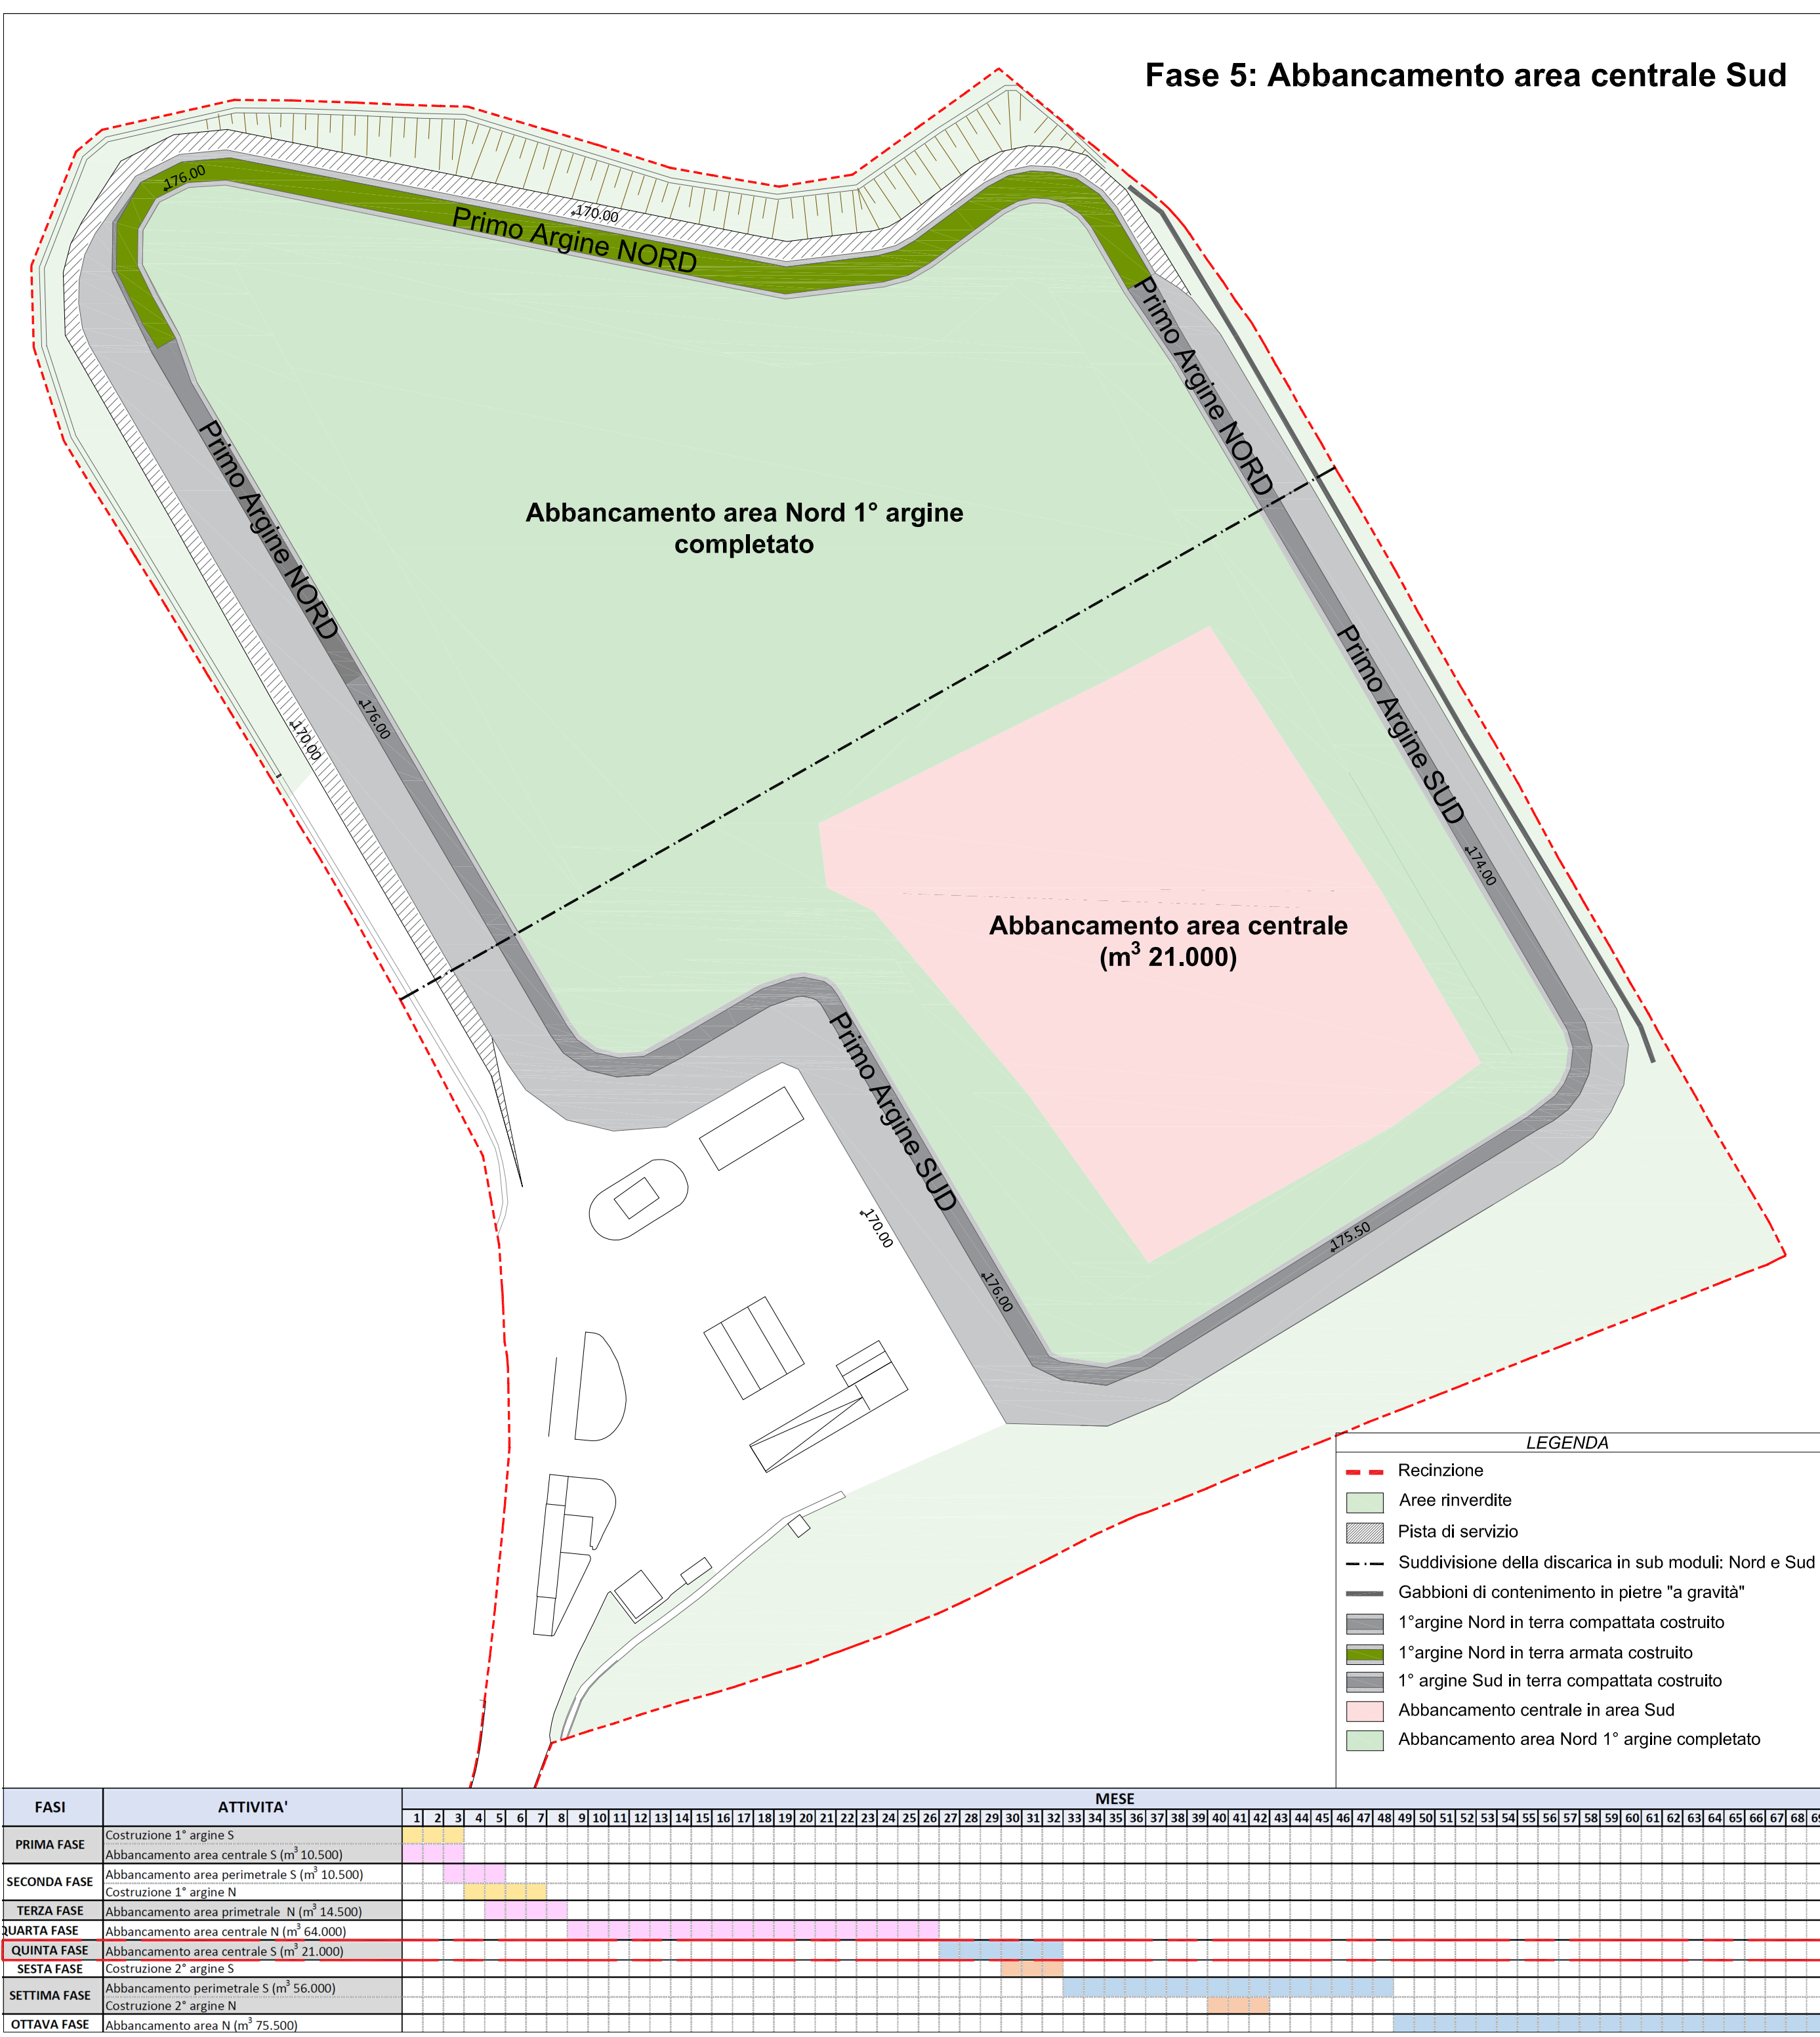 Fase 5: Abbancamento area centrale Sud
176.00
170.00
Primo Argine NORD
Primo Argine NORD
Primo Argine NORD
Abbancamento area Nord 1° argine
completato
176.00
170.00
Primo Argine SUD
174.00
Abbancamento area centrale
(m³ 21.000)
Primo Argine SUD
170.00
176.00
175.50
LEGENDA
Recinzione
Aree rinverdite
Pista di servizio
Suddivisione della discarica in sub moduli: Nord e Sud
Gabbioni di contenimento in pietre "a gravità"
1°argine Nord in terra compattata costruito
1°argine Nord in terra armata costruito
1° argine Sud in terra compattata costruito
Abbancamento centrale in area Sud
Abbancamento area Nord 1° argine completato
FASI ATTIVITA' MESE
1 2 3 4 5 6 7 8 9 10 11 12 13 14 15 16 17 18 19 20 21 22 23 24 25 26 27 28 29 30 31 32 33 34 35 36 37 38 39 40 41 42 43 44 45 46 47 48 49 50 51 52 53 54 55 56 57 58 59 60 61 62 63 64 65 66 67 68 69
PRIMA FASE
Costruzione 1° argine S
Abbancamento area centrale S (m³ 10.500)
SECONDA FASE
Abbancamento area perimetrale S (m³ 10.500)
Costruzione 1° argine N
TERZA FASE Abbancamento area primetrale N (m³ 14.500)
QUARTA FASE Abbancamento area centrale N (m³ 64.000)
QUINTA FASE Abbancamento area centrale S (m³ 21.000)
SESTA FASE Costruzione 2° argine S
SETTIMA FASE
Abbancamento perimetrale S (m³ 56.000)
Costruzione 2° argine N
OTTAVA FASE Abbancamento area N (m³ 75.500)